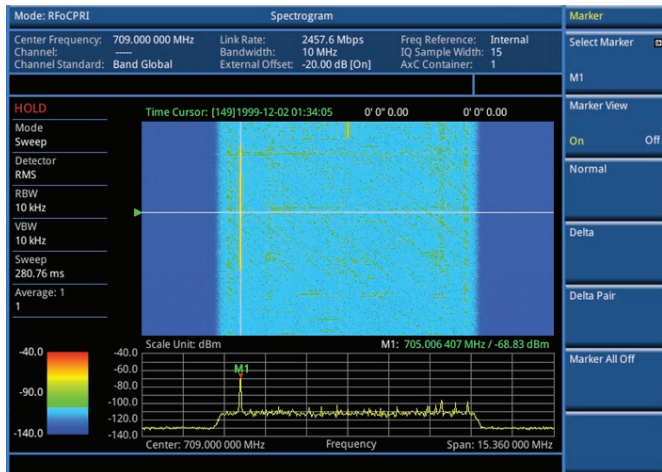 Mode: RFoCPRI Spectrogram Marker
Center Frequency: 709.000 000 MHz Link Rate: 2457.6 Mbps Freq Reference: Internal
Channel: ----- Bandwidth: 10 MHz IQ Sample Width: 15
Channel Standard: Band Global External Offset: -20.00 dB [On] AxC Container: 1
Select Marker
M1
Marker View
On Off
Normal
Delta
Delta Pair
Marker All Off
HOLD
Mode
Sweep
Detector
RMS
RBW
10 kHz
VBW
10 kHz
Sweep
280.76 ms
Average: 1
1
Time Cursor: [149]1999-12-02 01:34:05 0' 0" 0.00 0' 0" 0.00
-40.0
-90.0
-140.0
Scale Unit: dBm M1: 705.006 407 MHz / -68.83 dBm
-40.0
-60.0
M1
-80.0
-100.0
-120.0
-140.0
Center: 709.000 000 MHz Frequency Span: 15.360 000 MHz